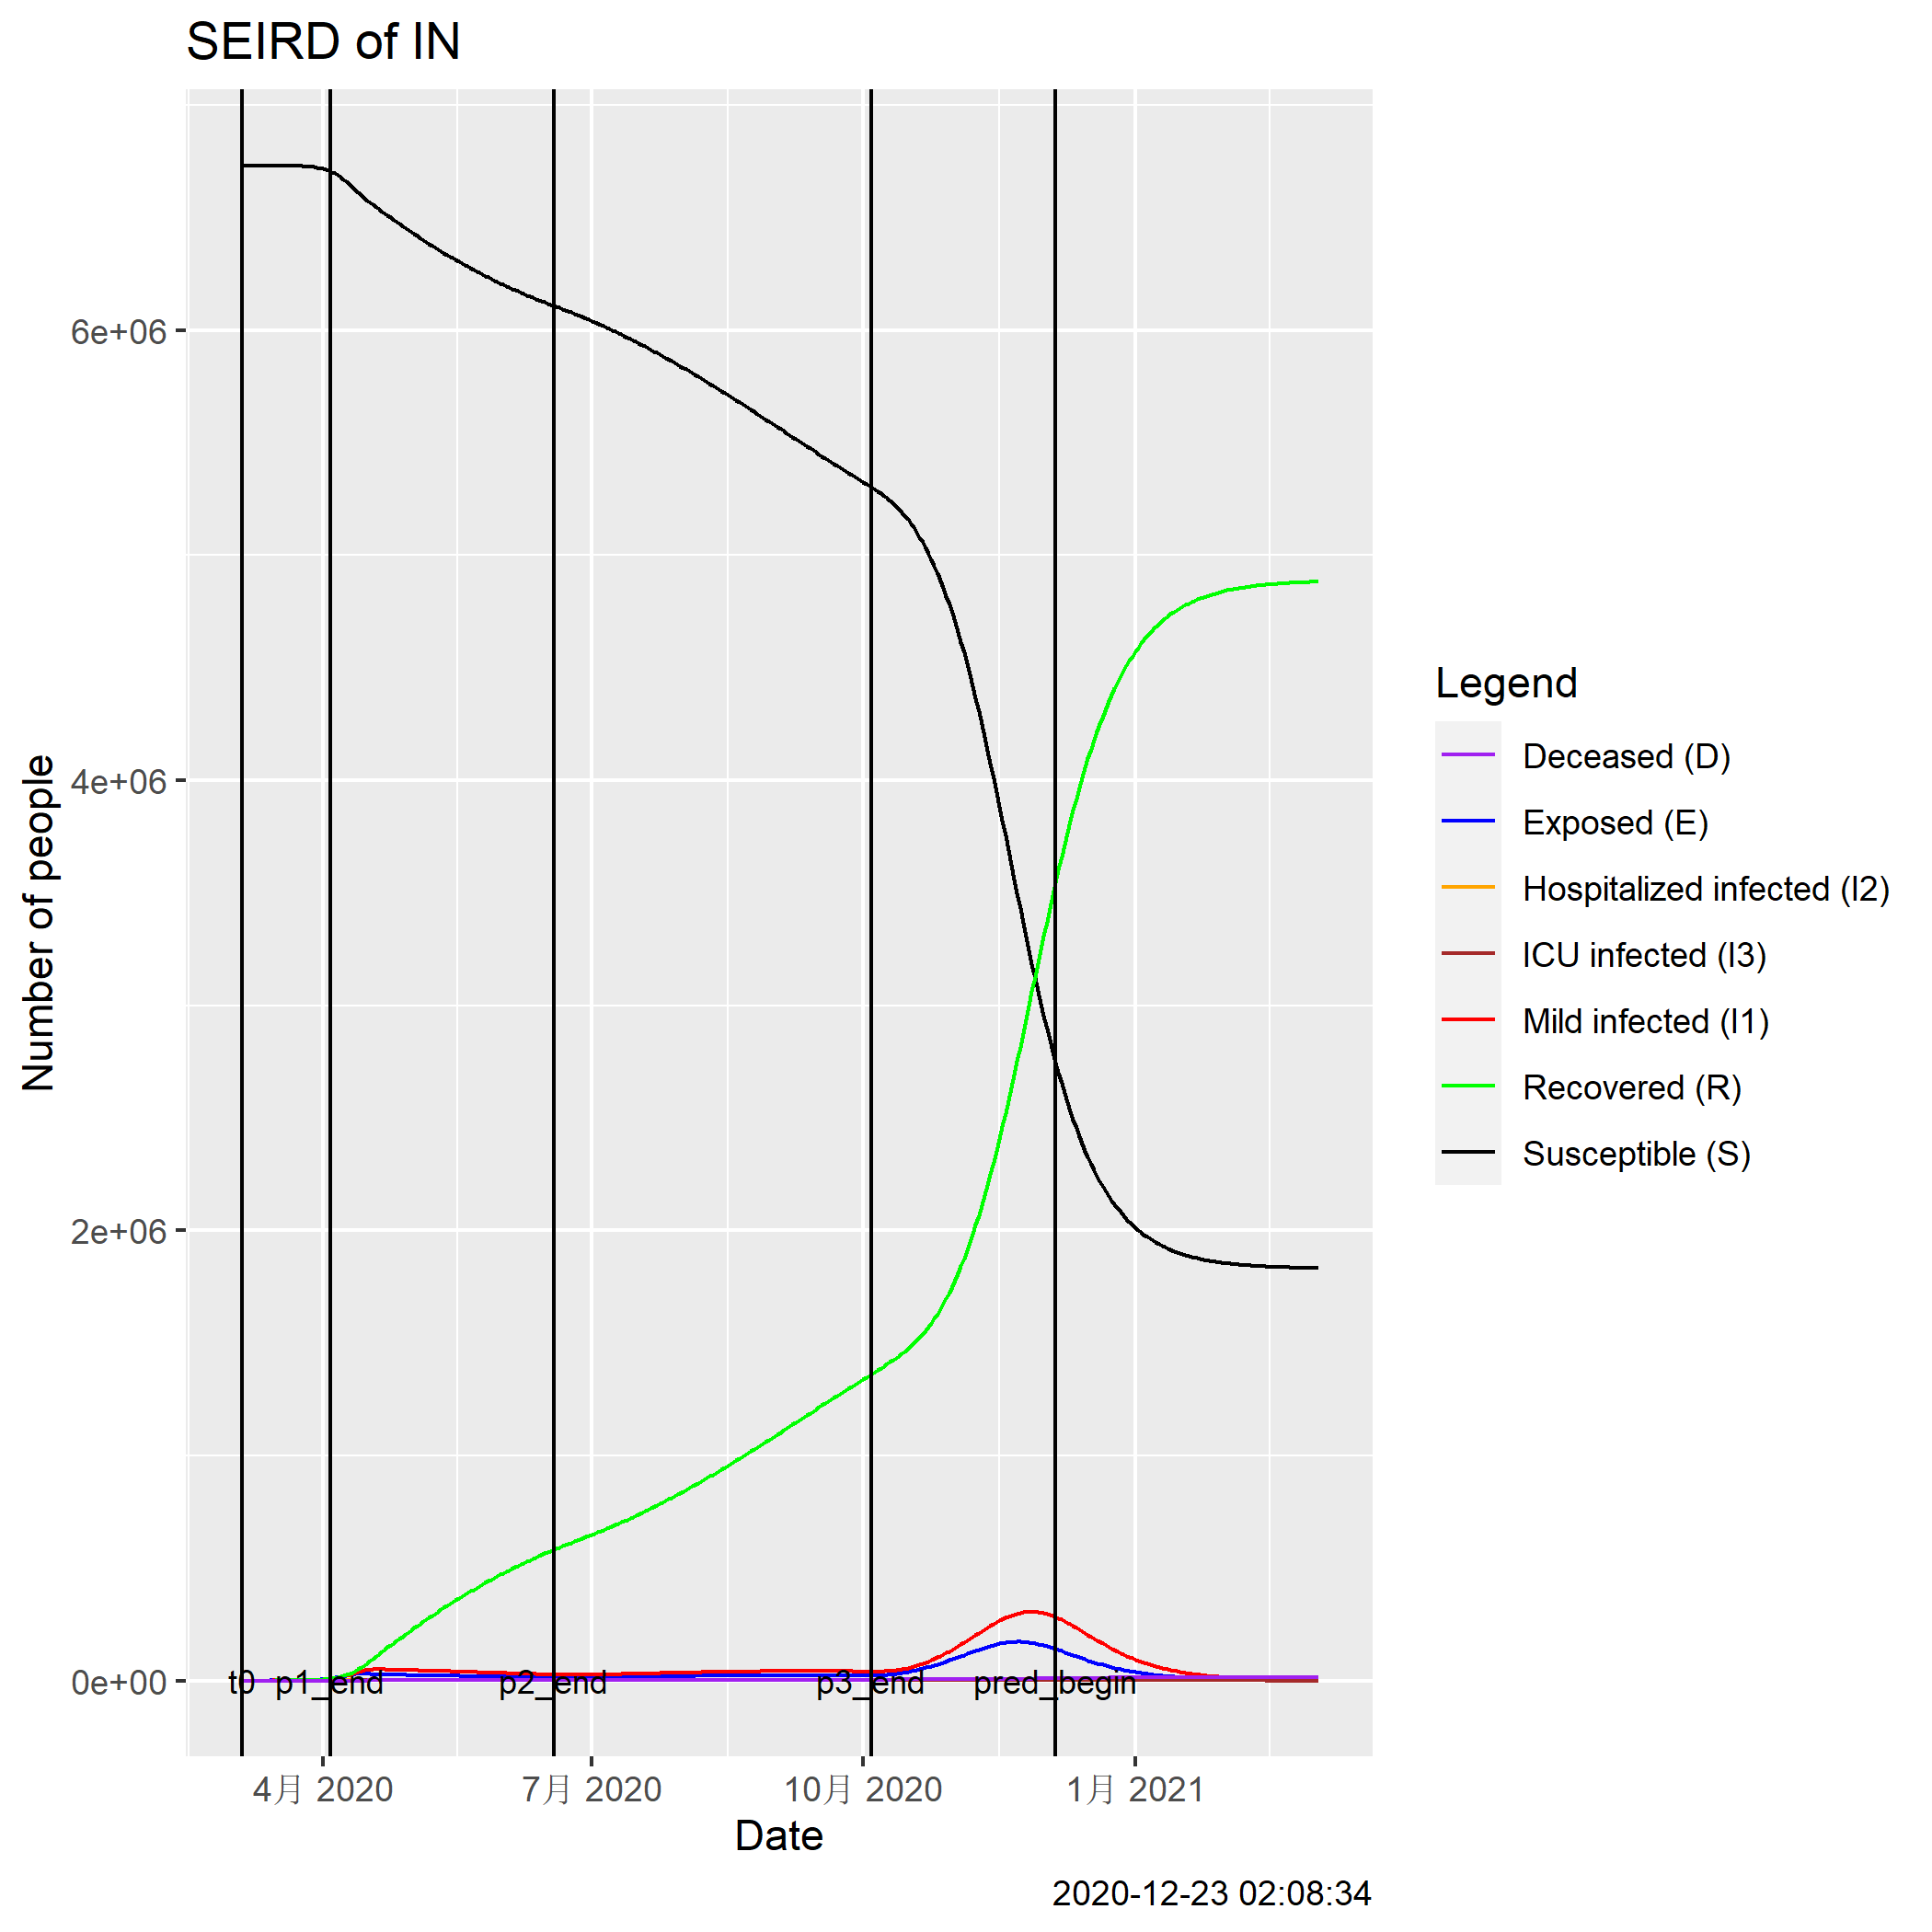 SEIRD of IN
Number of people
6e+06
4e+06
2e+06
0e+00
t0 p1_end p2_end p3_end pred_begin
4月 2020 7月 2020 10月 2020 1月 2021
Date
Legend
Deceased (D)
Exposed (E)
Hospitalized infected (I2)
ICU infected (I3)
Mild infected (I1)
Recovered (R)
Susceptible (S)
2020-12-23 02:08:34